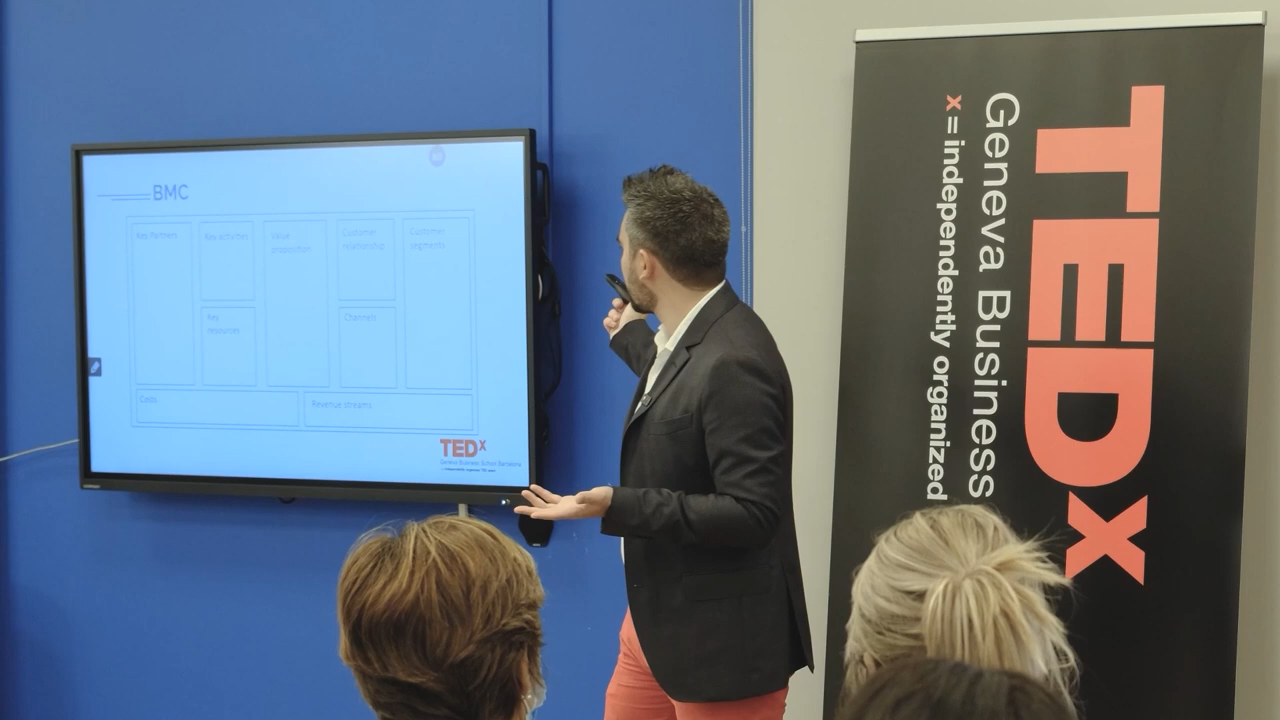 BMC
Key Partners
Key activities
Value
proposition
Customer
relationship
Customer
segments
Key
resources
Channels
Costs
Revenue streams
TEDx
Geneva Business School Barcelona
TEDx
Geneva Business
x = independently organized